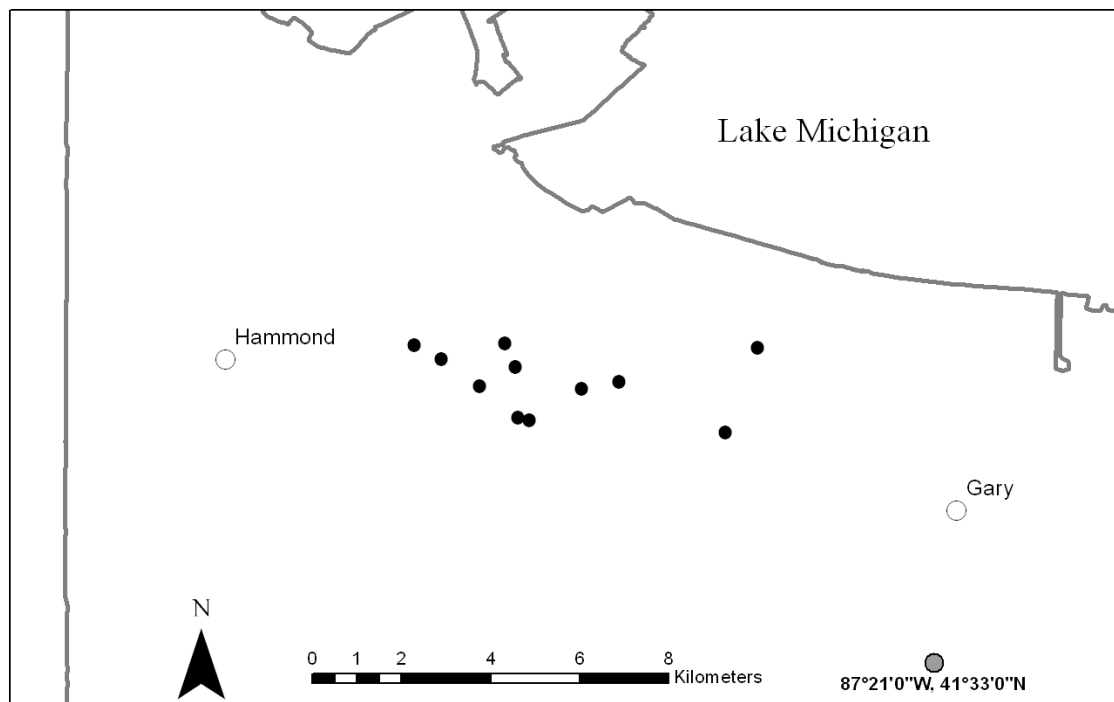 Lake Michigan
Hammond
Gary
N
0 1 2 4 6 8
Kilometers
87°21'0"W, 41°33'0"N